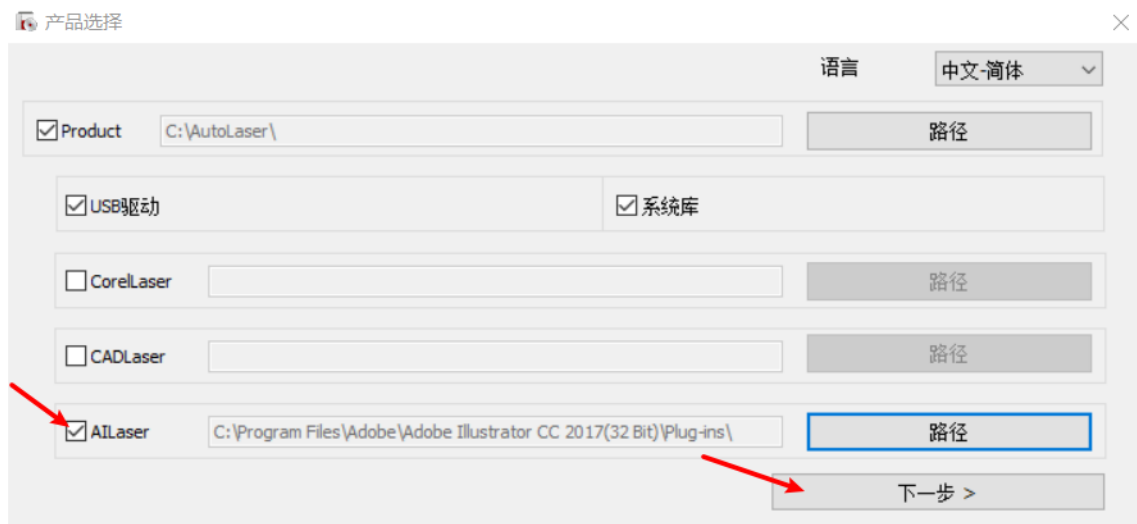 产品选择
语言 中文-简体
Product C:\AutoLaser\ 路径
USB驱动 系统库
CorelLaser 路径
CADLaser 路径
AILaser C:\Program Files\Adobe\Adobe Illustrator CC 2017(32 Bit)\Plug-ins\ 路径
下一步 >